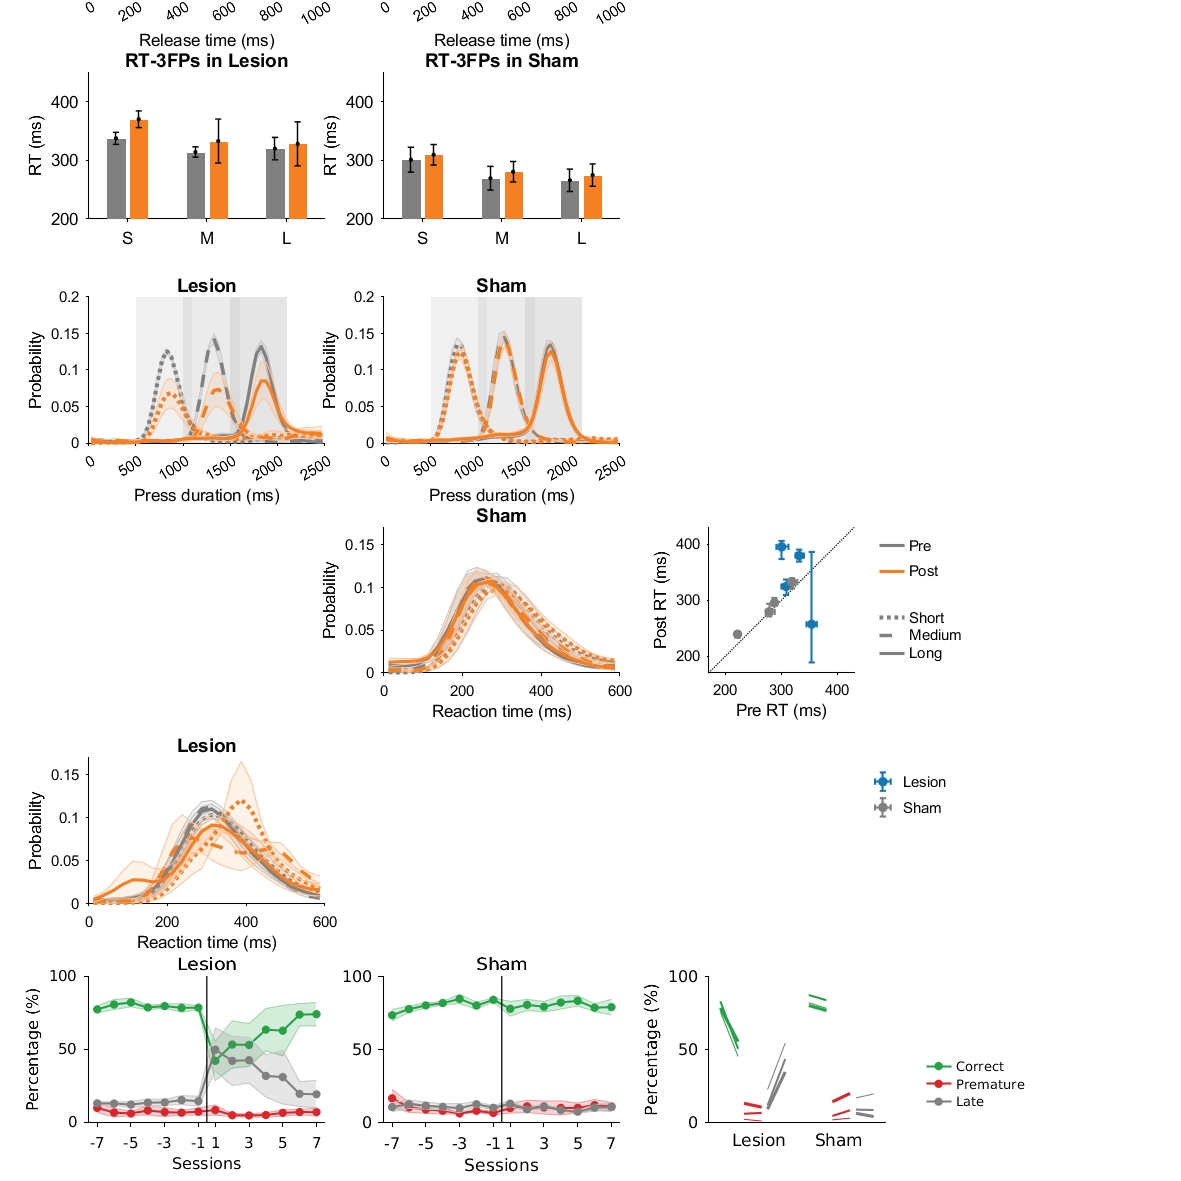 0 200 400 600 800 1000 0 200 400 600 800 1000
Release time (ms) Release time (ms)
RT-3FPs in Lesion RT-3FPs in Sham
RT (ms) 400 300 200 S M L
RT (ms) 400 300 200 S M L
Lesion
Probability 0.2 0.15 0.1 0.05 0
0 500 1000 1500 2000 2500
Press duration (ms)
Sham
Probability 0.2 0.15 0.1 0.05 0
0 500 1000 1500 2000 2500
Press duration (ms)
Sham
Probability 0.15 0.1 0.05 0
0 200 400 600
Reaction time (ms)
Post RT (ms) 400 300 200
200 300 400
Pre RT (ms)
Pre
Post
Short
Medium
Long
Lesion
Probability 0.15 0.1 0.05 0
0 200 400 600
Reaction time (ms)
Lesion
Sham
Lesion
Percentage (%) 100 50 0
-7 -5 -3 -1 1 3 5 7
Sessions
Sham
Percentage (%) 100 50 0
-7 -5 -3 -1 1 3 5 7
Sessions
Percentage (%) 100 50 0
Lesion Sham
Correct
Premature
Late